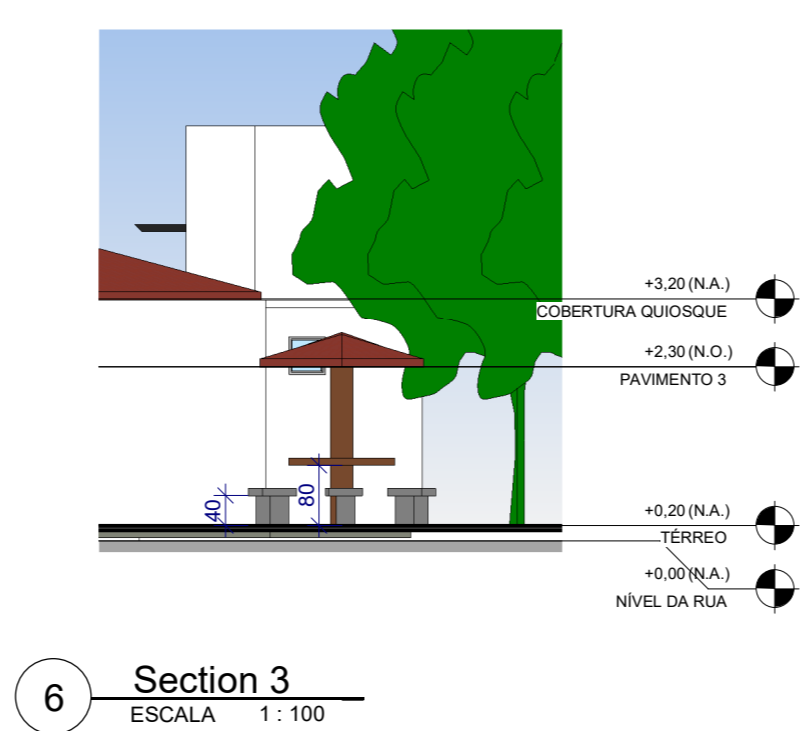 +3,20 (N.A.)
COBERTURA QUIOSQUE
+2,30 (N.O.)
PAVIMENTO 3
40
80
+0,20 (N.A.)
TÉRREO
+0,00 (N.A.)
NÍVEL DA RUA
6
Section 3
ESCALA 1 : 100